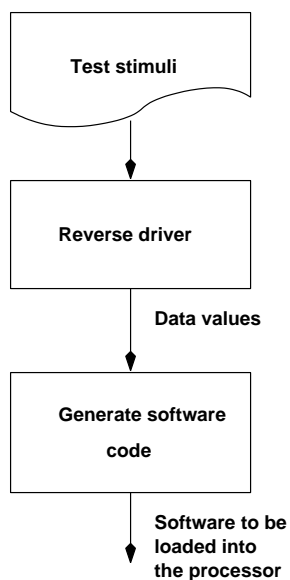 Test stimuli
Reverse driver
Data values
Generate software
code
Software to be
loaded into
the processor